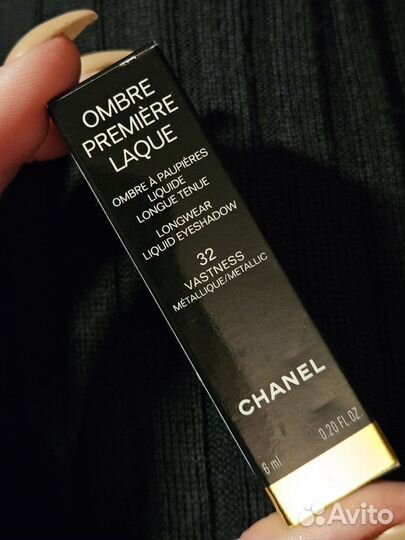 OMBRE
PREMIÈRE
LAQUE
OMBRE À PAUPIÈRES
LIQUIDE
LONGUE TENUE
LONGWEAR
LIQUID EYESHADOW
32
VASTNESS
MÉTALLIQUE/METALLIC
CHANEL
6 ml 0.20 FL.OZ.
Avito